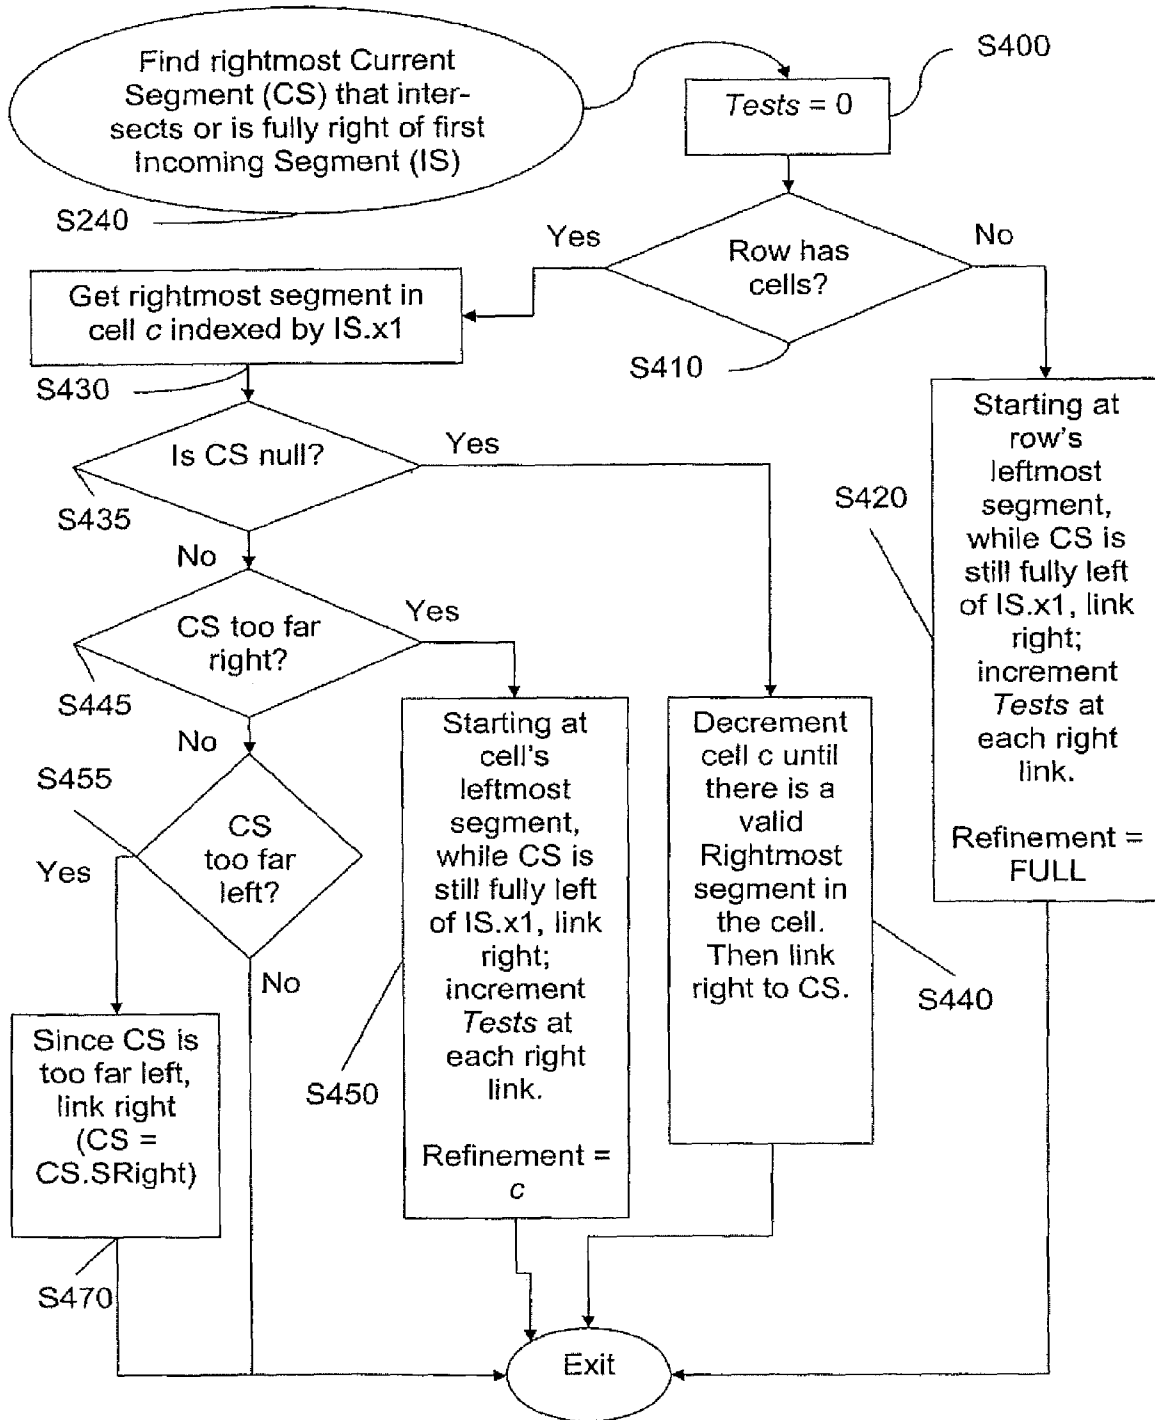 Find rightmost Current
Segment (CS) that inter-
sects or is fully right of first
Incoming Segment (IS)
S240
S400
Tests = 0
Row has
cells?
Yes
No
S410
Get rightmost segment in
cell c indexed by IS.x1
S430
Is CS null?
Yes
S435
No
CS too far
right?
Yes
S445
No
S455
CS
too far
left?
Yes
No
Since CS is
too far left,
link right
(CS =
CS.SRight)
S470
Starting at
cell's
leftmost
segment,
while CS is
still fully left
of IS.x1, link
right;
increment
Tests at
each right
link.
Refinement =
c
S450
Decrement
cell c until
there is a
valid
Rightmost
segment in
the cell.
Then link
right to CS.
S440
Starting at
row's
leftmost
segment,
while CS is
still fully left
of IS.x1, link
right;
increment
Tests at
each right
link.
Refinement =
FULL
S420
Exit